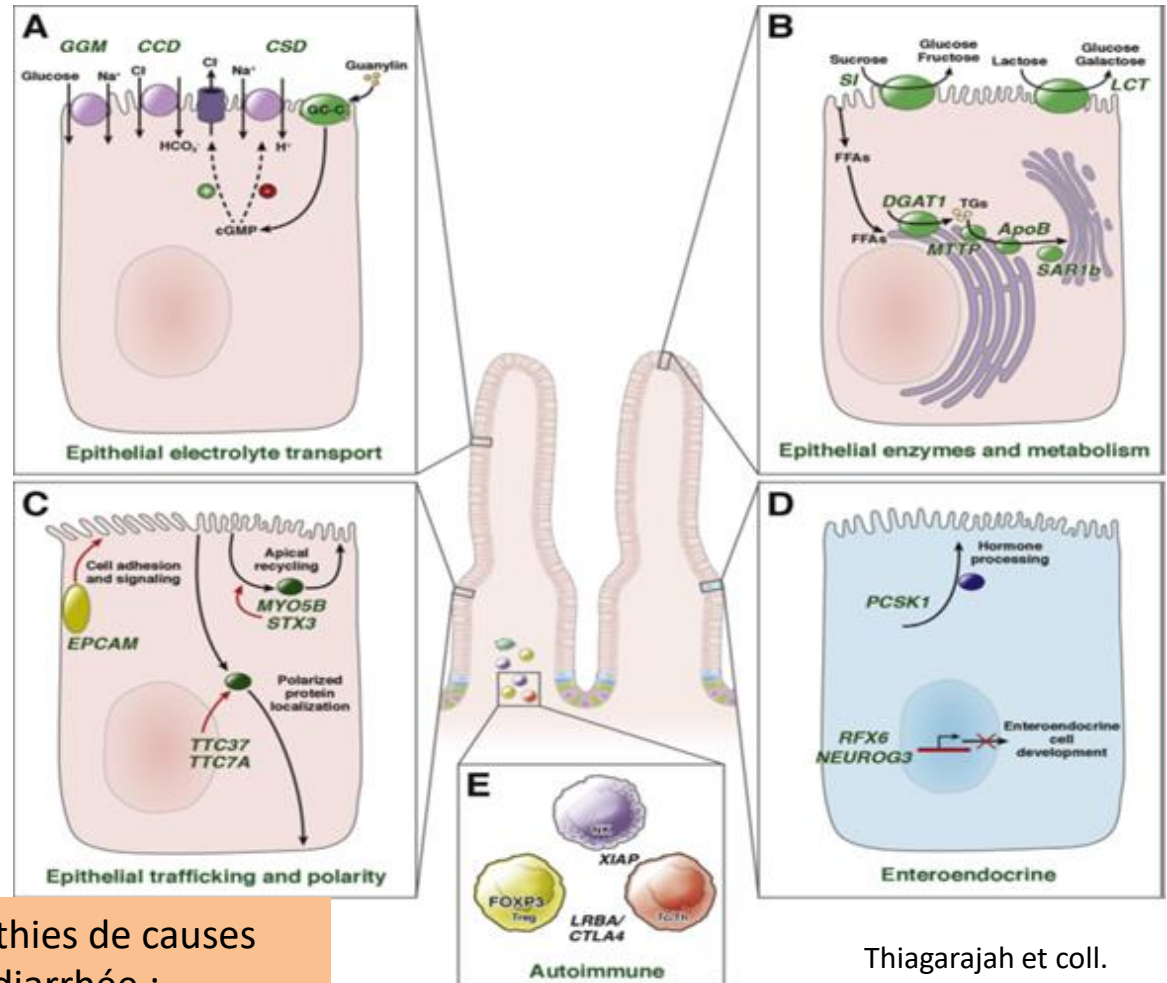 A
GGM CCD CSD
Glucose Na⁺ Cl Cl Na⁺ Guanylin
GC-C
HCO₃⁻ H⁺
+ -
cGMP
Epithelial electrolyte transport
B
Sucrose Glucose Fructose Lactose Glucose Galactose
SI LCT
FFAs
DGAT1 TGs
FFAs MTTP ApoB
SAR1b
Epithelial enzymes and metabolism
C
Cell adhesion and signaling
Apical recycling
MYO5B
STX3
EPCAM
Polarized protein localization
TTC37
TTC7A
Epithelial trafficking and polarity
D
Hormone processing
PCSK1
RFX6
NEUROG3
Enteroendocrine cell development
Enteroendocrine
E
NK
XIAP
FOXP3
Treg
LRBA/
CTLA4
Autoimmune
thies de causes
Thiagarajah et coll.